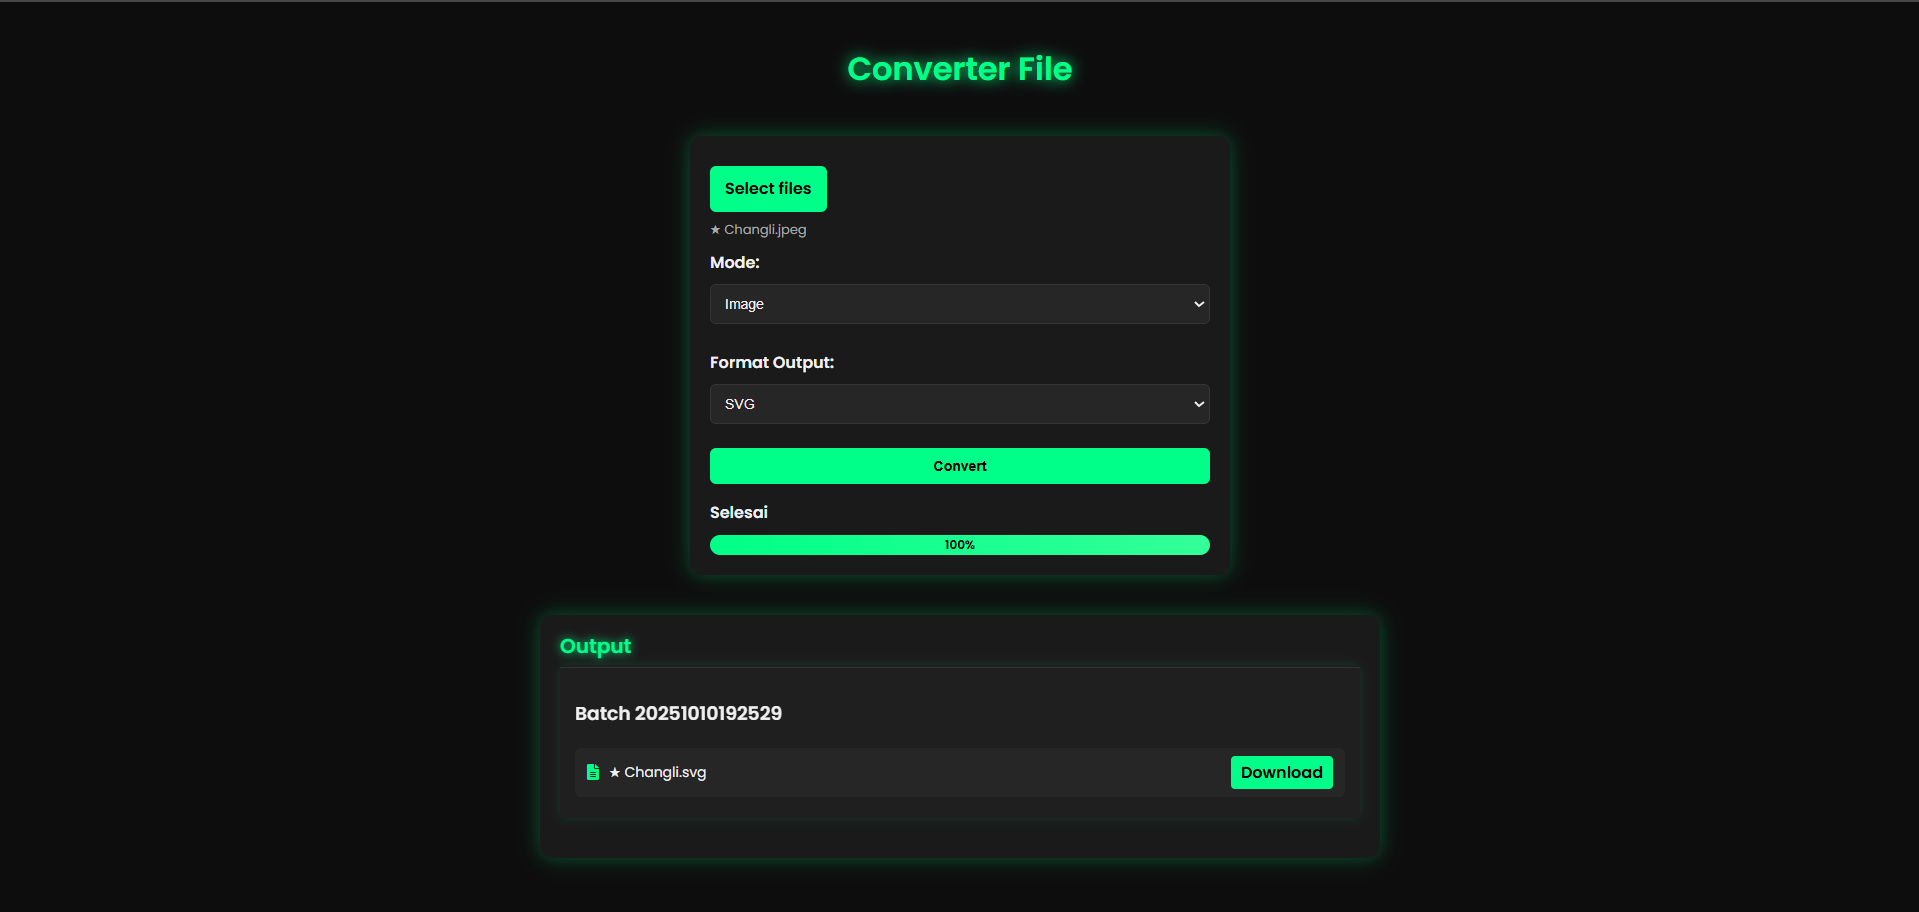 Converter File
Select files
★ Changli.jpeg
Mode:
Image
Format Output:
SVG
Convert
Selesai
100%
Output
Batch 20251010192529
★ Changli.svg
Download